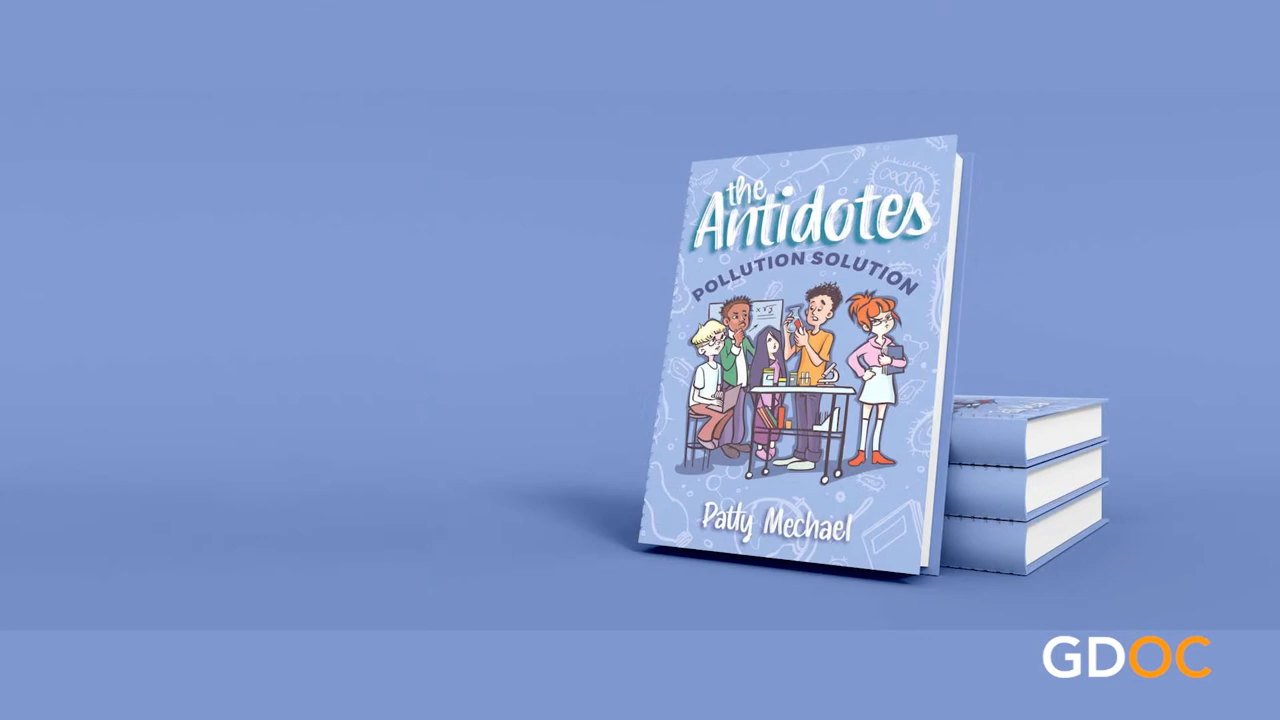 the
Antidotes
POLLUTION SOLUTION
Patty Mechael
GDOC